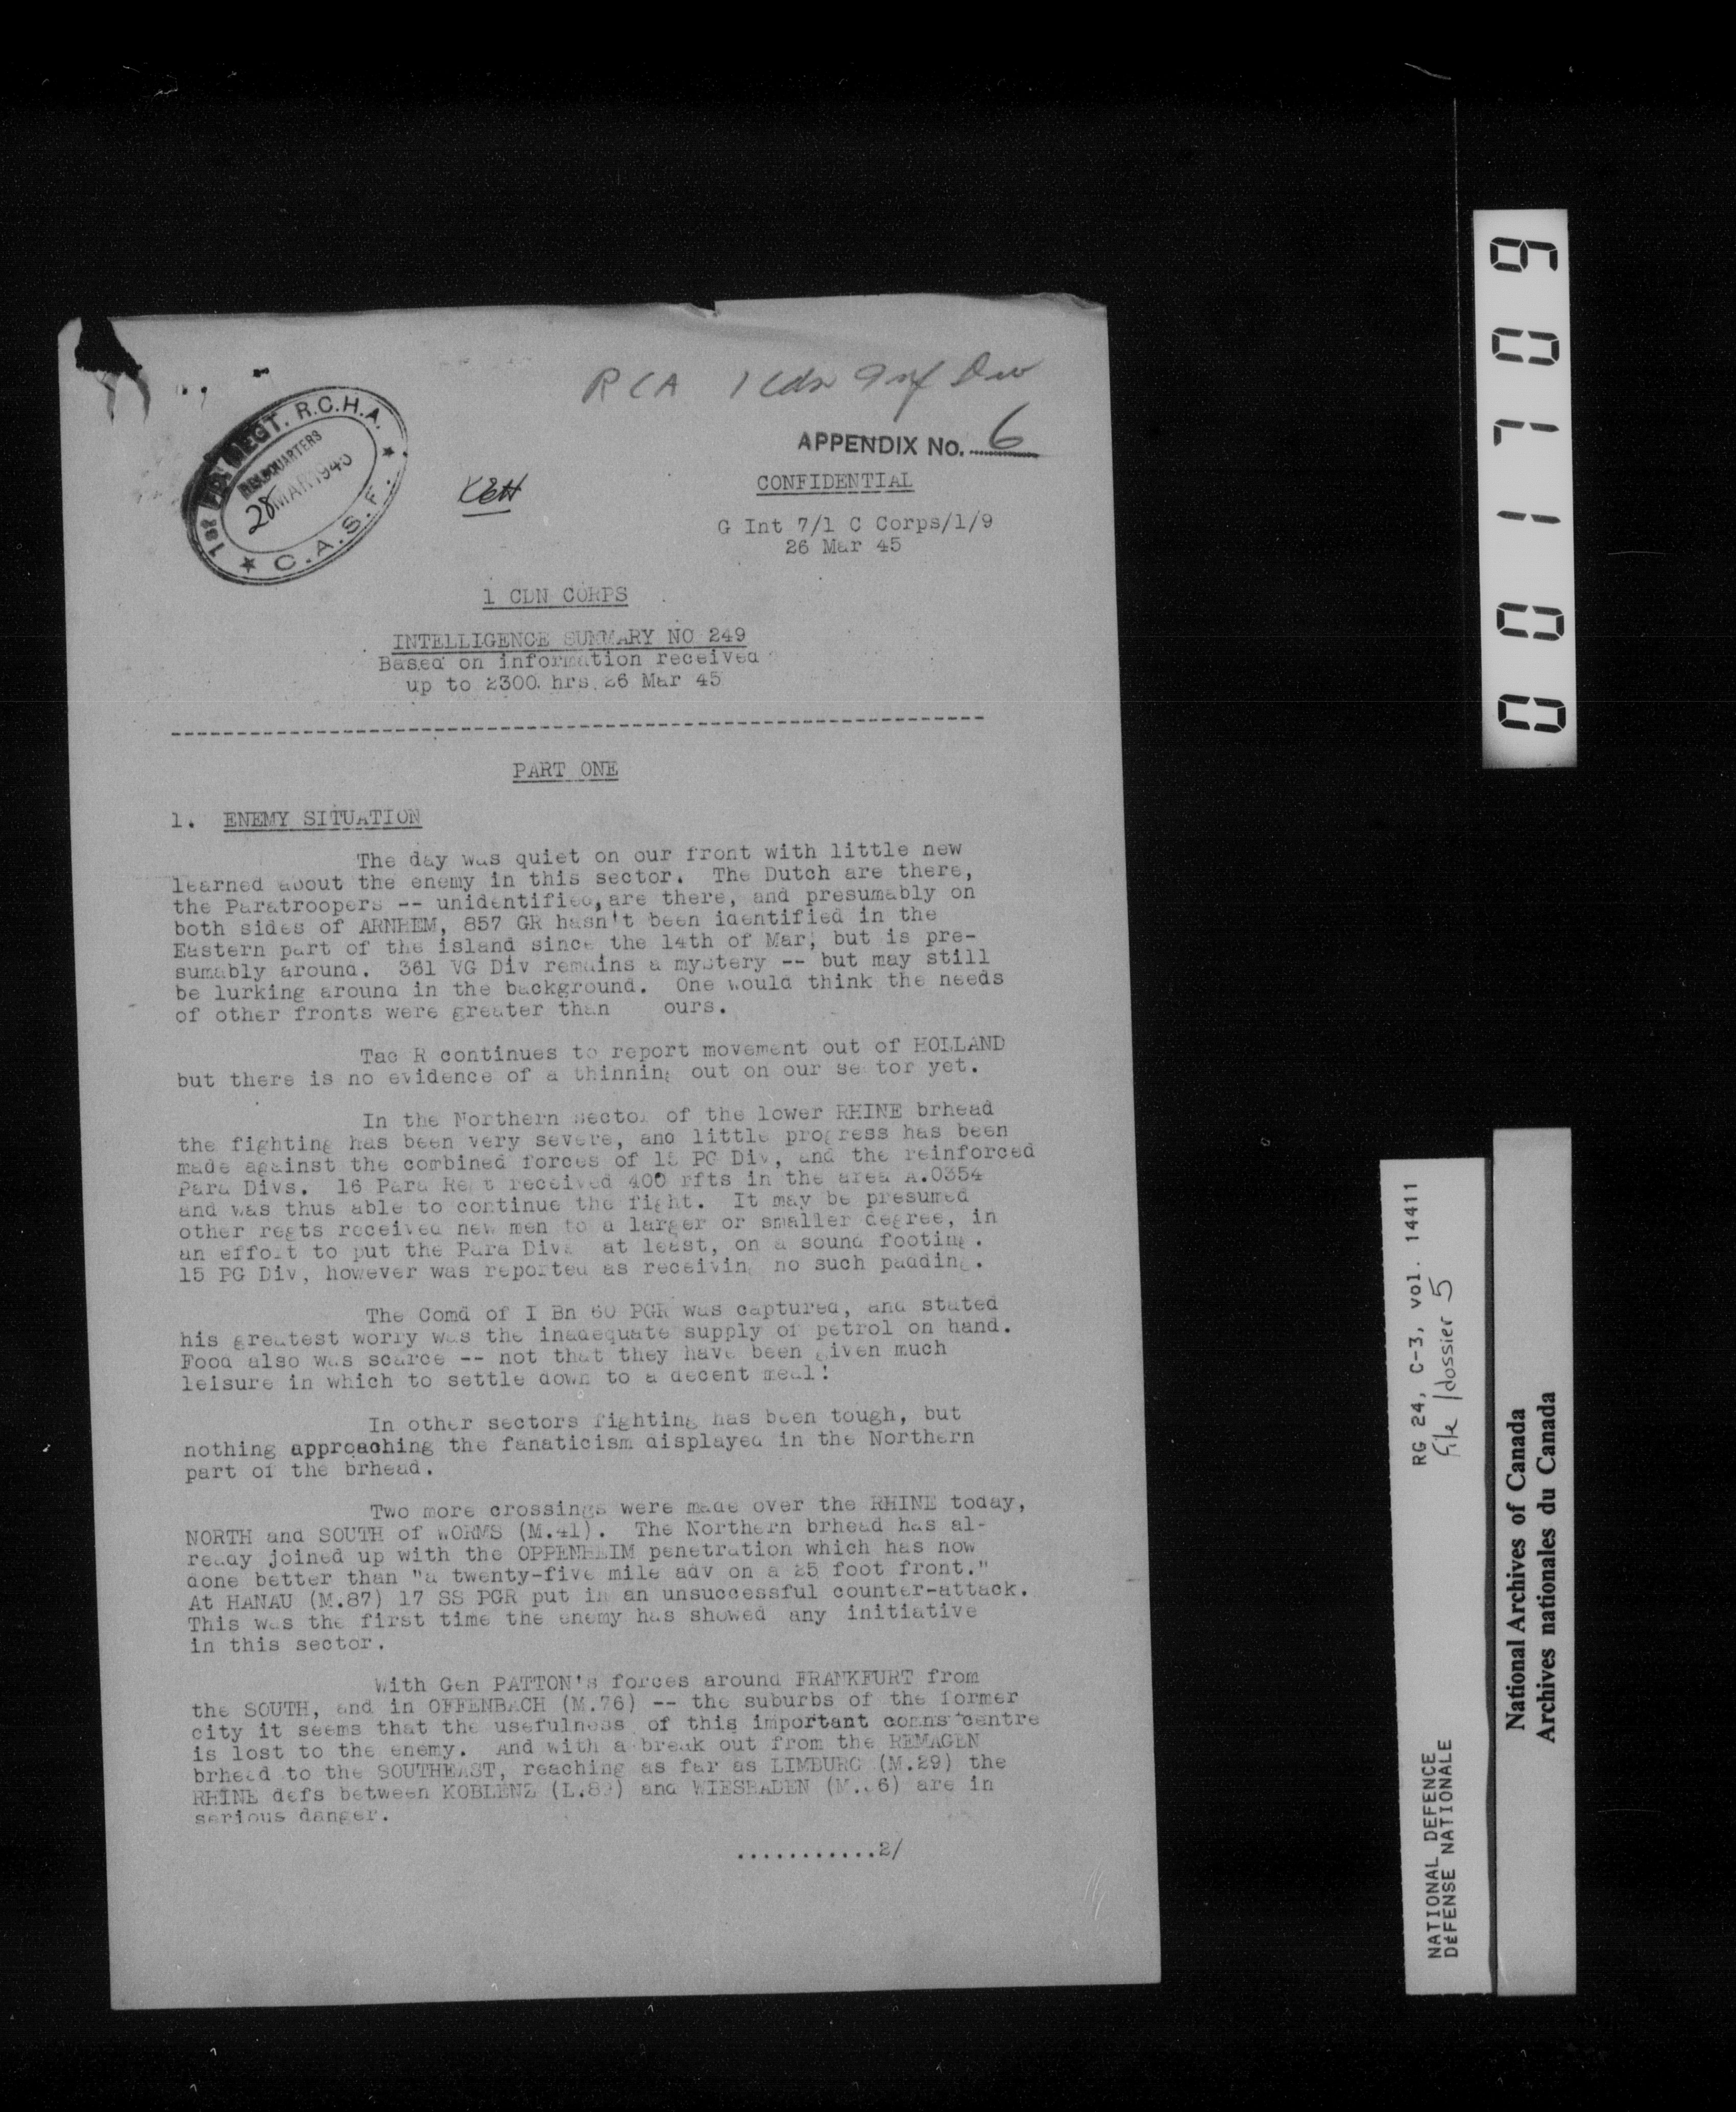 RCA 1 Cdn Inf Div
1st FD. REGT. R.C.H.A.
HEADQUARTERS
28 MAR 1945
★ C.A.S.F. ★
APPENDIX No. 6
CONFIDENTIAL
G Int 7/1 C Corps/1/9
26 Mar 45
1 CDN CORPS
INTELLIGENCE SUMMARY NO 249
Based on information received
up to 2300 hrs 26 Mar 45
PART ONE
1. ENEMY SITUATION
The day was quiet on our front with little new
learned about the enemy in this sector. The Dutch are there,
the Paratroopers -- unidentified, are there, and presumably on
both sides of ARNHEM, 857 GR hasn't been identified in the
Eastern part of the island since the 14th of Mar, but is pre-
sumably around. 361 VG Div remains a mystery -- but may still
be lurking around in the background. One would think the needs
of other fronts were greater than ours.
Tac R continues to report movement out of HOLLAND
but there is no evidence of a thinning out on our sector yet.
In the Northern sector of the lower RHINE brhead
the fighting has been very severe, and little progress has been
made against the combined forces of 15 PG Div, and the reinforced
Para Divs. 16 Para Regt received 400 rfts in the area A.0354
and was thus able to continue the fight. It may be presumed
other regts received new men to a larger or smaller degree, in
an effort to put the Para Divs at least, on a sound footing.
15 PG Div, however was reported as receiving no such padding.
The Comd of I Bn 60 PGR was captured, and stated
his greatest worry was the inadequate supply of petrol on hand.
Food also was scarce -- not that they have been given much
leisure in which to settle down to a decent meal!
In other sectors fighting has been tough, but
nothing approaching the fanaticism displayed in the Northern
part of the brhead.
Two more crossings were made over the RHINE today,
NORTH and SOUTH of WORMS (M.41). The Northern brhead has al-
ready joined up with the OPPENHEIM penetration which has now
done better than "a twenty-five mile adv on a 25 foot front."
At HANAU (M.87) 17 SS PGR put in an unsuccessful counter-attack.
This was the first time the enemy has showed any initiative
in this sector.
With Gen PATTON's forces around FRANKFURT from
the SOUTH, and in OFFENBACH (M.76) -- the suburbs of the former
city it seems that the usefulness of this important comns centre
is lost to the enemy. And with a break out from the REMAGEN
brhead to the SOUTHEAST, reaching as far as LIMBURG (M.29) the
RHINE defs between KOBLENZ (L.89) and WIESBADEN are in
serious danger.
...........2/
001709
RG 24, C-3, vol. 14411
file/dossier 5
NATIONAL DEFENCE
DÉFENSE NATIONALE
National Archives of Canada
Archives nationales du Canada